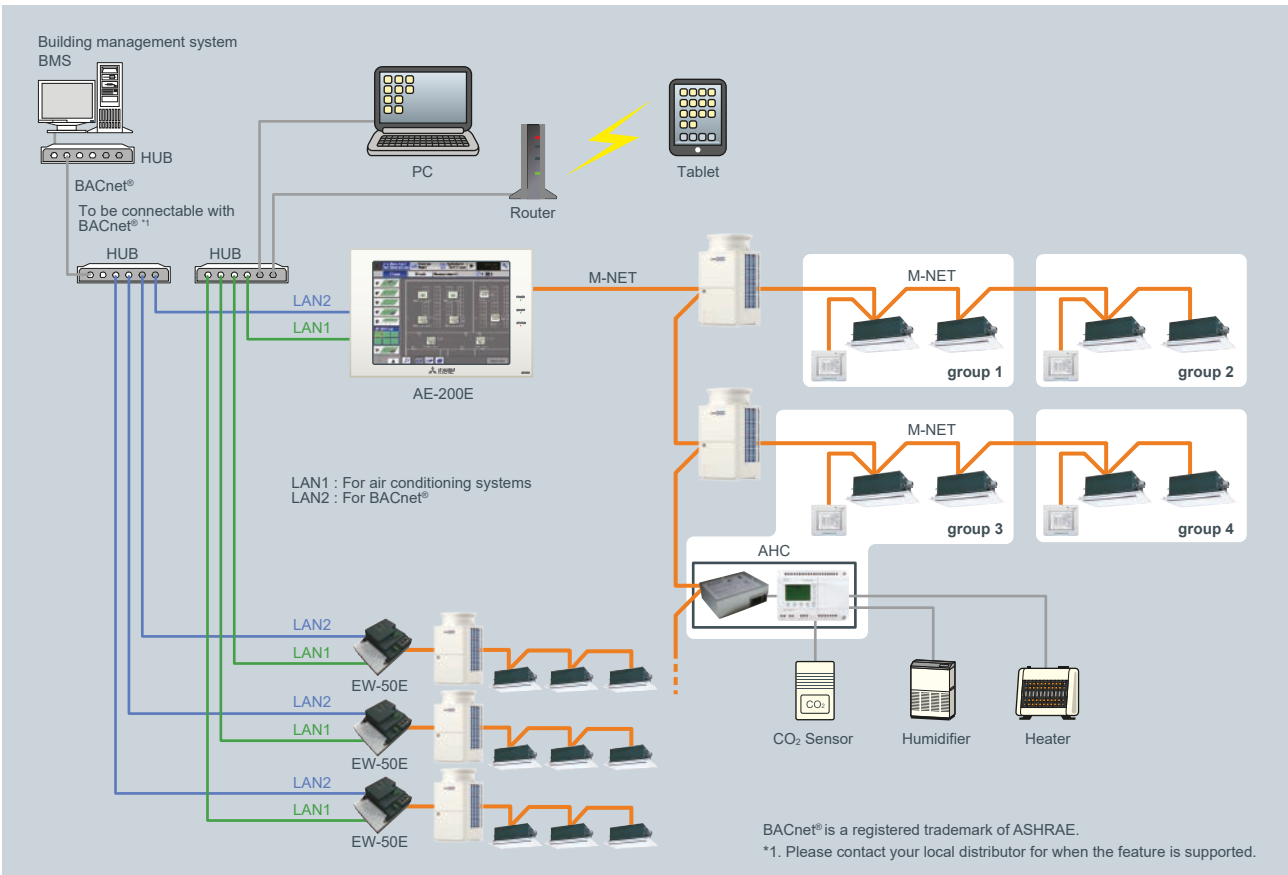 Building management system
BMS
HUB
BACnet®
To be connectable with
BACnet® *1
HUB
HUB
PC
Router
Tablet
LAN2
LAN1
AE-200E
M-NET
M-NET
group 1
group 2
M-NET
group 3
group 4
LAN1 : For air conditioning systems
LAN2 : For BACnet®
AHC
LAN2
LAN1
EW-50E
LAN2
LAN1
EW-50E
LAN2
LAN1
EW-50E
CO₂
CO₂ Sensor
Humidifier
Heater
BACnet® is a registered trademark of ASHRAE.
*1. Please contact your local distributor for when the feature is supported.